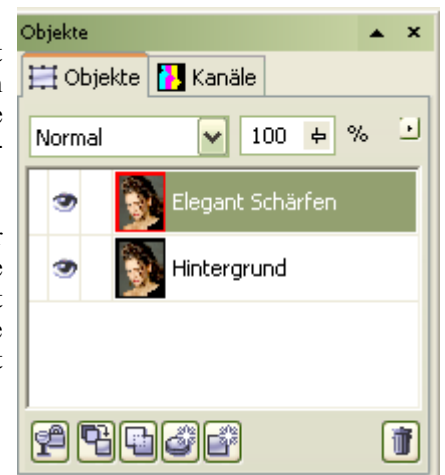 Objekte
Objekte Kanäle
Normal 100 %
Elegant Schärfen
Hintergrund